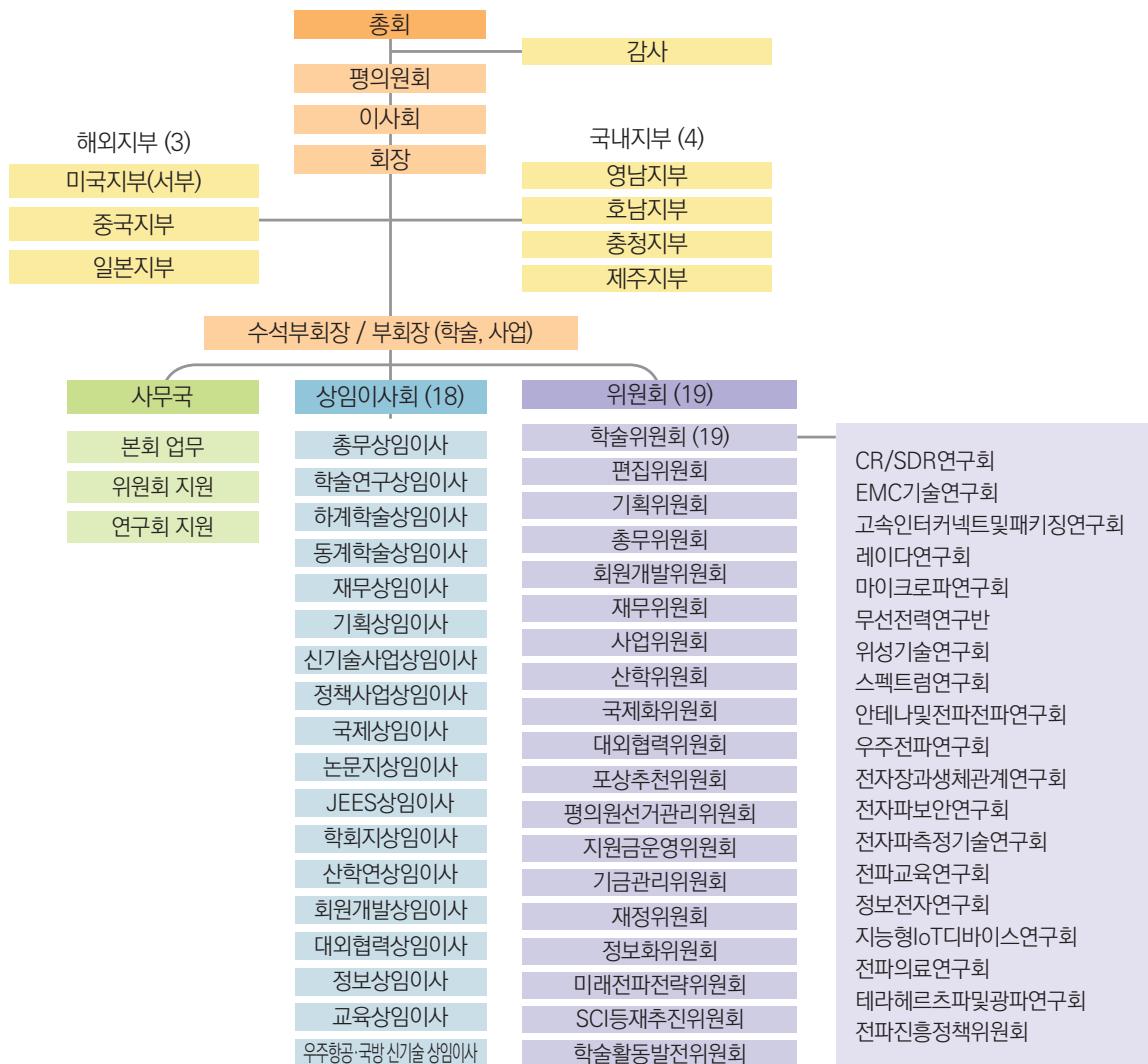 총회
감사
평의원회
이사회
회장
해외지부 (3)
미국지부(서부)
중국지부
일본지부
국내지부 (4)
영남지부
호남지부
충청지부
제주지부
수석부회장 / 부회장 (학술, 사업)
사무국
본회 업무
위원회 지원
연구회 지원
상임이사회 (18)
총무상임이사
학술연구상임이사
하계학술상임이사
동계학술상임이사
재무상임이사
기획상임이사
신기술사업상임이사
정책사업상임이사
국제상임이사
논문지상임이사
JEES상임이사
학회지상임이사
산학연상임이사
회원개발상임이사
대외협력상임이사
정보상임이사
교육상임이사
우주항공·국방 신기술 상임이사
위원회 (19)
학술위원회 (19)
편집위원회
기획위원회
총무위원회
회원개발위원회
재무위원회
사업위원회
산학위원회
국제화위원회
대외협력위원회
포상추천위원회
평의원선거관리위원회
지원금운영위원회
기금관리위원회
재정위원회
정보화위원회
미래전파전략위원회
SCI등재추진위원회
학술활동발전위원회
CR/SDR연구회
EMC기술연구회
고속인터커넥트및패키징연구회
레이다연구회
마이크로파연구회
무선전력연구반
위성기술연구회
스펙트럼연구회
안테나및전파전파연구회
우주전파연구회
전자장과생체관계연구회
전자파보안연구회
전자파측정기술연구회
전파교육연구회
정보전자연구회
지능형IoT디바이스연구회
전파의료연구회
테라헤르츠파및광파연구회
전파진흥정책위원회